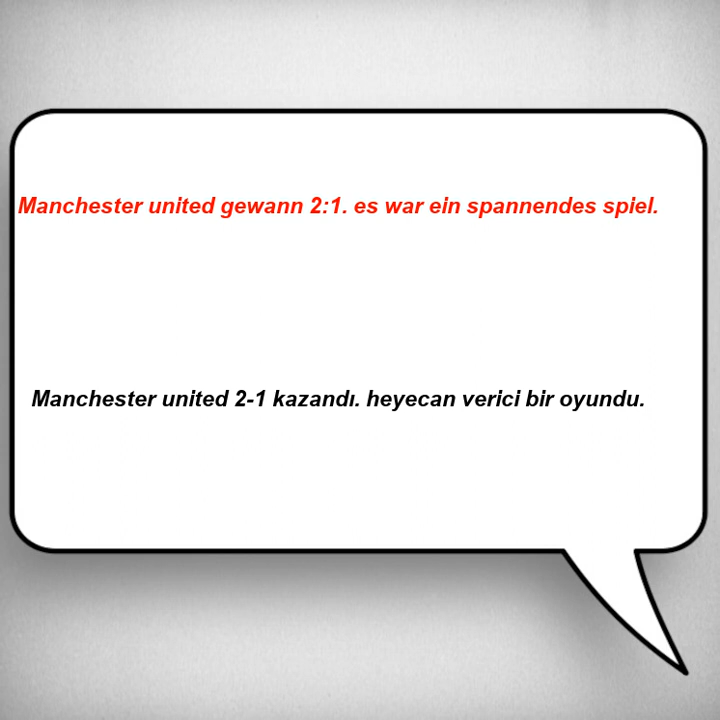 Manchester united gewann 2:1. es war ein spannendes spiel.
Manchester united 2-1 kazandı. heyecan verici bir oyundu.